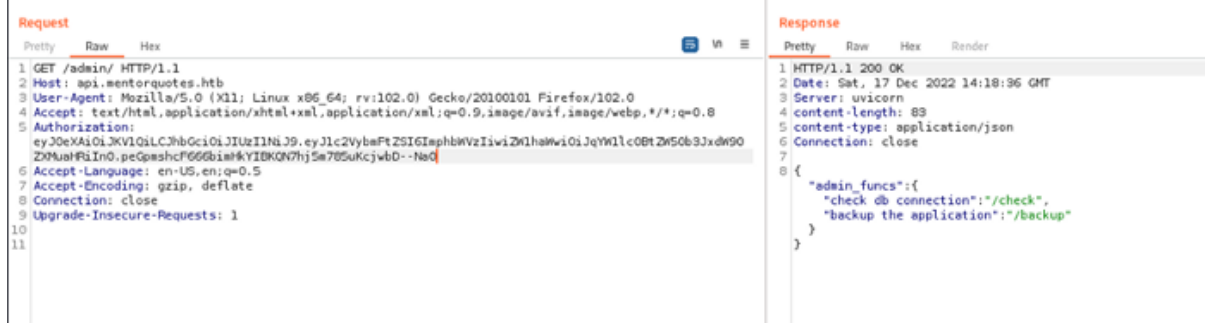 Request
Pretty Raw Hex
1 GET /admin/ HTTP/1.1
2 Host: api.mentorquotes.htb
3 User-Agent: Mozilla/5.0 (X11; Linux x86_64; rv:102.0) Gecko/20100101 Firefox/102.0
4 Accept: text/html,application/xhtml+xml,application/xml;q=0.9,image/avif,image/webp,*/*;q=0.8
5 Authorization:
6 Accept-Language: en-US,en;q=0.5
7 Accept-Encoding: gzip, deflate
8 Connection: close
9 Upgrade-Insecure-Requests: 1
10
11
Response
Pretty Raw Hex Render
1 HTTP/1.1 200 OK
2 Date: Sat, 17 Dec 2022 14:18:36 GMT
3 Server: uvicorn
4 content-length: 83
5 content-type: application/json
6 Connection: close
7
8 {
"admin_funcs":{
"check db connection":"/check",
"backup the application":"/backup"
}
}